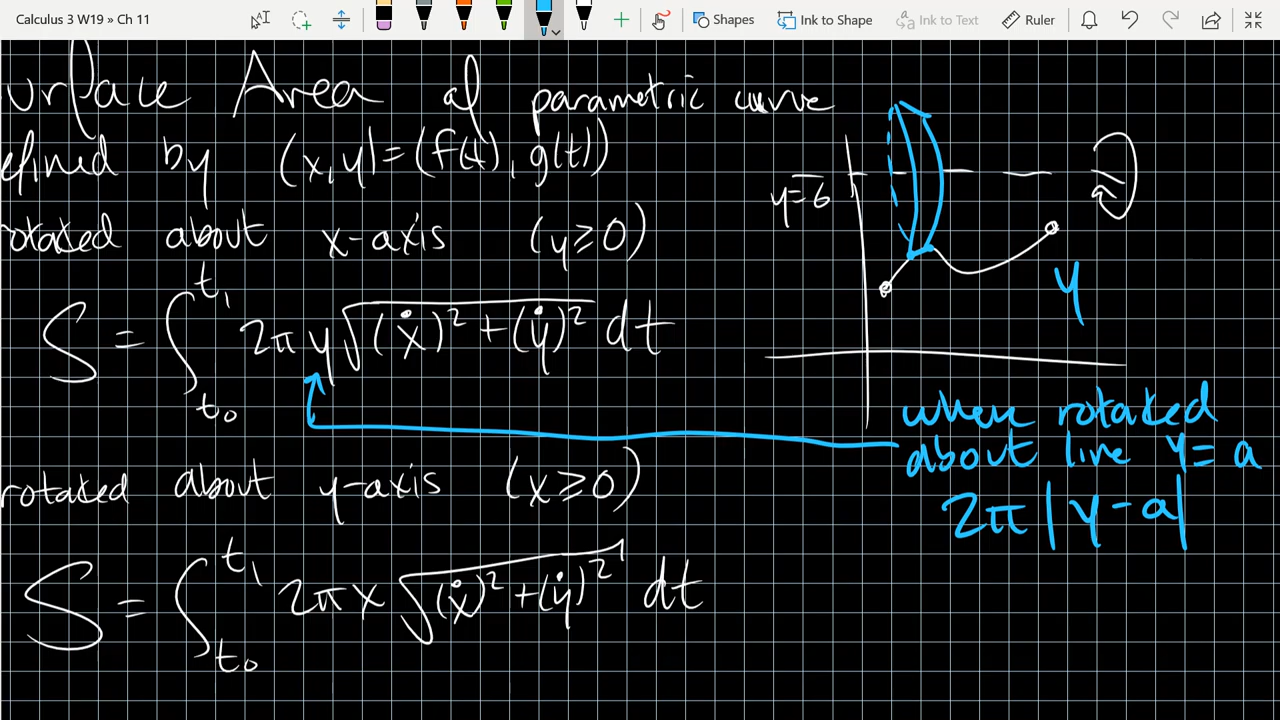 Calculus 3 W19 » Ch 11
Shapes
Ink to Shape
Ink to Text
Ruler
urface Area of parametric curve
efined by (x,y)=(f(t),g(t))
rotated about x-axis (y≥0)
S = ∫_{t₀}^{t₁} 2π y √((ẋ)² + (ẏ)²) dt
rotated about y-axis (x≥0)
S = ∫_{t₀}^{t₁} 2π x √((ẋ)² + (ẏ)²) dt
y=6
y
when rotated
about line y=a
2π|y-a|